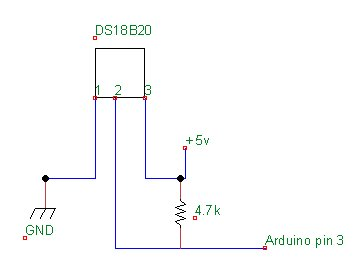 DS18B20
1 2 3
+5v
4.7k
GND
Arduino pin 3